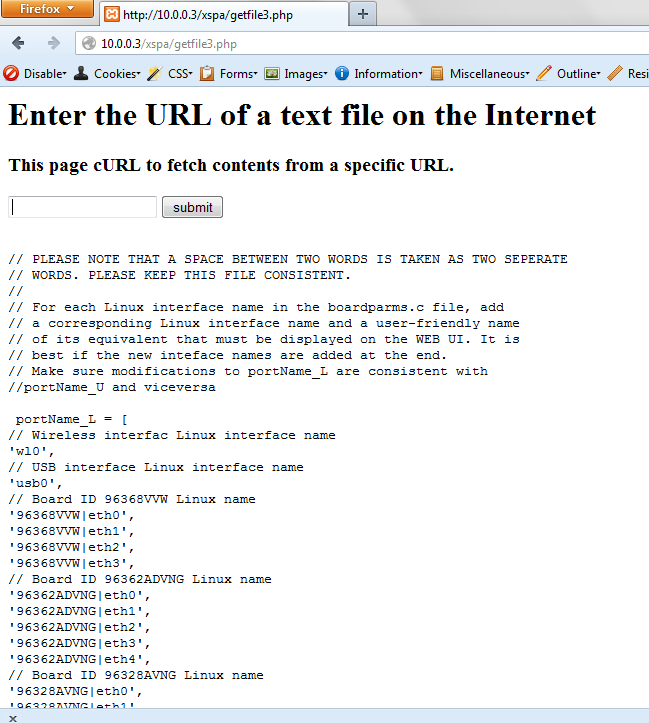 Firefox
http://10.0.0.3/xspa/getfile3.php
10.0.0.3/xspa/getfile3.php
Disable Cookies CSS Forms Images Information Miscellaneous Outline Resi
Enter the URL of a text file on the Internet
This page cURL to fetch contents from a specific URL.
submit
// PLEASE NOTE THAT A SPACE BETWEEN TWO WORDS IS TAKEN AS TWO SEPERATE
// WORDS. PLEASE KEEP THIS FILE CONSISTENT.
//
// For each Linux interface name in the boardparms.c file, add
// a corresponding Linux interface name and a user-friendly name
// of its equivalent that must be displayed on the WEB UI. It is
// best if the new inteface names are added at the end.
// Make sure modifications to portName_L are consistent with
//portName_U and viceversa
portName_L = [
// Wireless interfac Linux interface name
'wl0',
// USB interface Linux interface name
'usb0',
// Board ID 96368VVW Linux name
'96368VVW|eth0',
'96368VVW|eth1',
'96368VVW|eth2',
'96368VVW|eth3',
// Board ID 96362ADVNG Linux name
'96362ADVNG|eth0',
'96362ADVNG|eth1',
'96362ADVNG|eth2',
'96362ADVNG|eth3',
'96362ADVNG|eth4',
// Board ID 96328AVNG Linux name
'96328AVNG|eth0',
'96328AVNG|eth1'
x